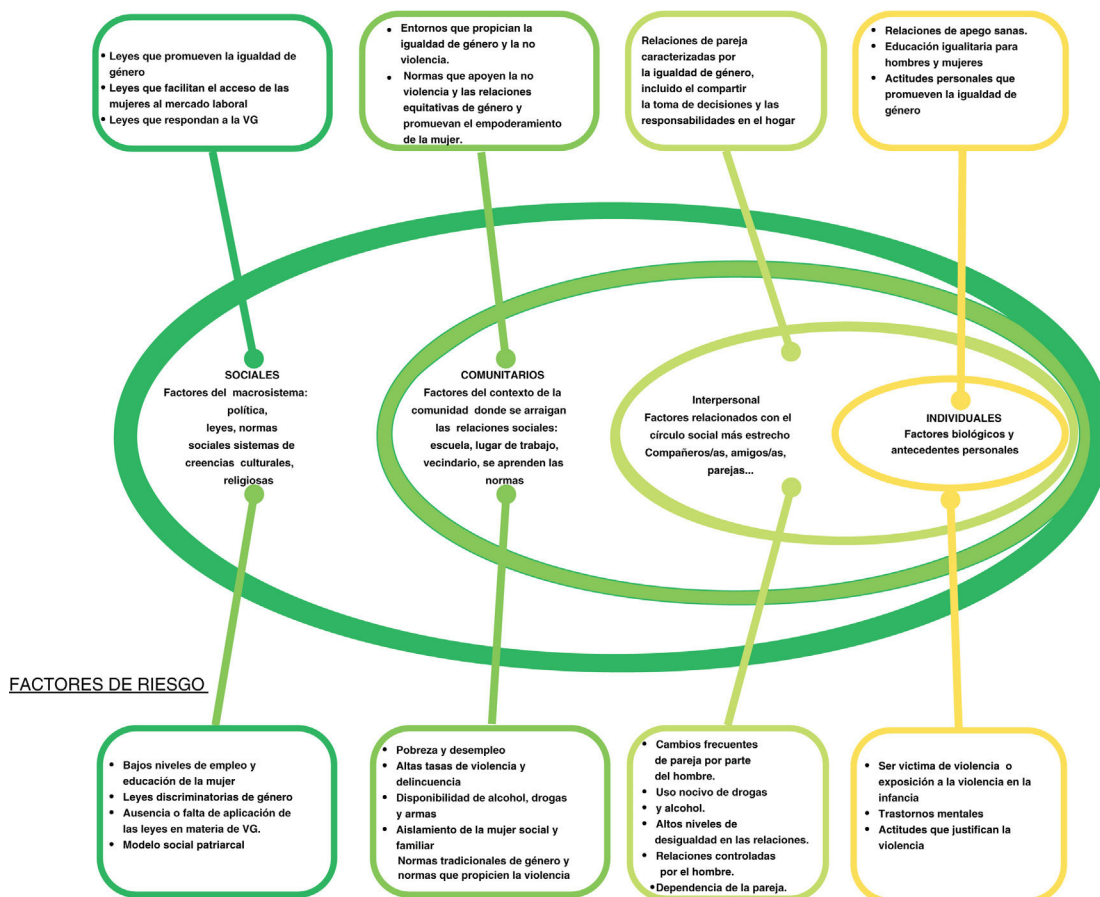 • Leyes que promueven la igualdad de
género
• Leyes que facilitan el acceso de las
mujeres al mercado laboral
• Leyes que respondan a la VG
• Entornos que propician la
igualdad de género y la no
violencia.
• Normas que apoyen la no
violencia y las relaciones
equitativas de género y
promuevan el empoderamiento
de la mujer.
Relaciones de pareja
caracterizadas por
la igualdad de género,
incluido el compartir
la toma de decisiones y las
responsabilidades en el hogar
• Relaciones de apego sanas.
• Educación igualitaria para
hombres y mujeres
• Actitudes personales que
promueven la igualdad de
género
SOCIALES
Factores del macrosistema:
política,
leyes, normas
sociales sistemas de
creencias culturales,
religiosas
COMUNITARIOS
Factores del contexto de la
comunidad donde se arraigan
las relaciones sociales:
escuela, lugar de trabajo,
vecindario, se aprenden las
normas
Interpersonal
Factores relacionados con el
círculo social más estrecho
Compañeros/as, amigos/as,
parejas...
INDIVIDUALES
Factores biológicos y
antecedentes personales
FACTORES DE RIESGO
• Bajos niveles de empleo y
educación de la mujer
• Leyes discriminatorias de género
• Ausencia o falta de aplicación de
las leyes en materia de VG.
• Modelo social patriarcal
• Pobreza y desempleo
• Altas tasas de violencia y
delincuencia
• Disponibilidad de alcohol, drogas
y armas
• Aislamiento de la mujer social y
familiar
Normas tradicionales de género y
normas que propicien la violencia
• Cambios frecuentes
de pareja por parte
del hombre.
• Uso nocivo de drogas
• y alcohol.
• Altos niveles de
desigualdad en las relaciones.
• Relaciones controladas
por el hombre.
•Dependencia de la pareja.
• Ser victima de violencia o
exposición a la violencia en la
infancia
• Trastornos mentales
• Actitudes que justifican la
violencia